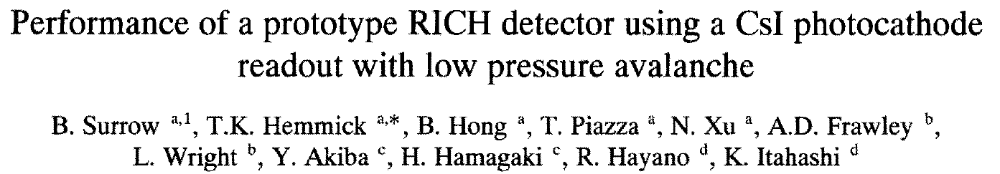 Performance of a prototype RICH detector using a CsI photocathode
readout with low pressure avalanche
B. Surrow a,1, T.K. Hemmick a,*, B. Hong a, T. Piazza a, N. Xu a, A.D. Frawley b,
L. Wright b, Y. Akiba c, H. Hamagaki c, R. Hayano d, K. Itahashi d